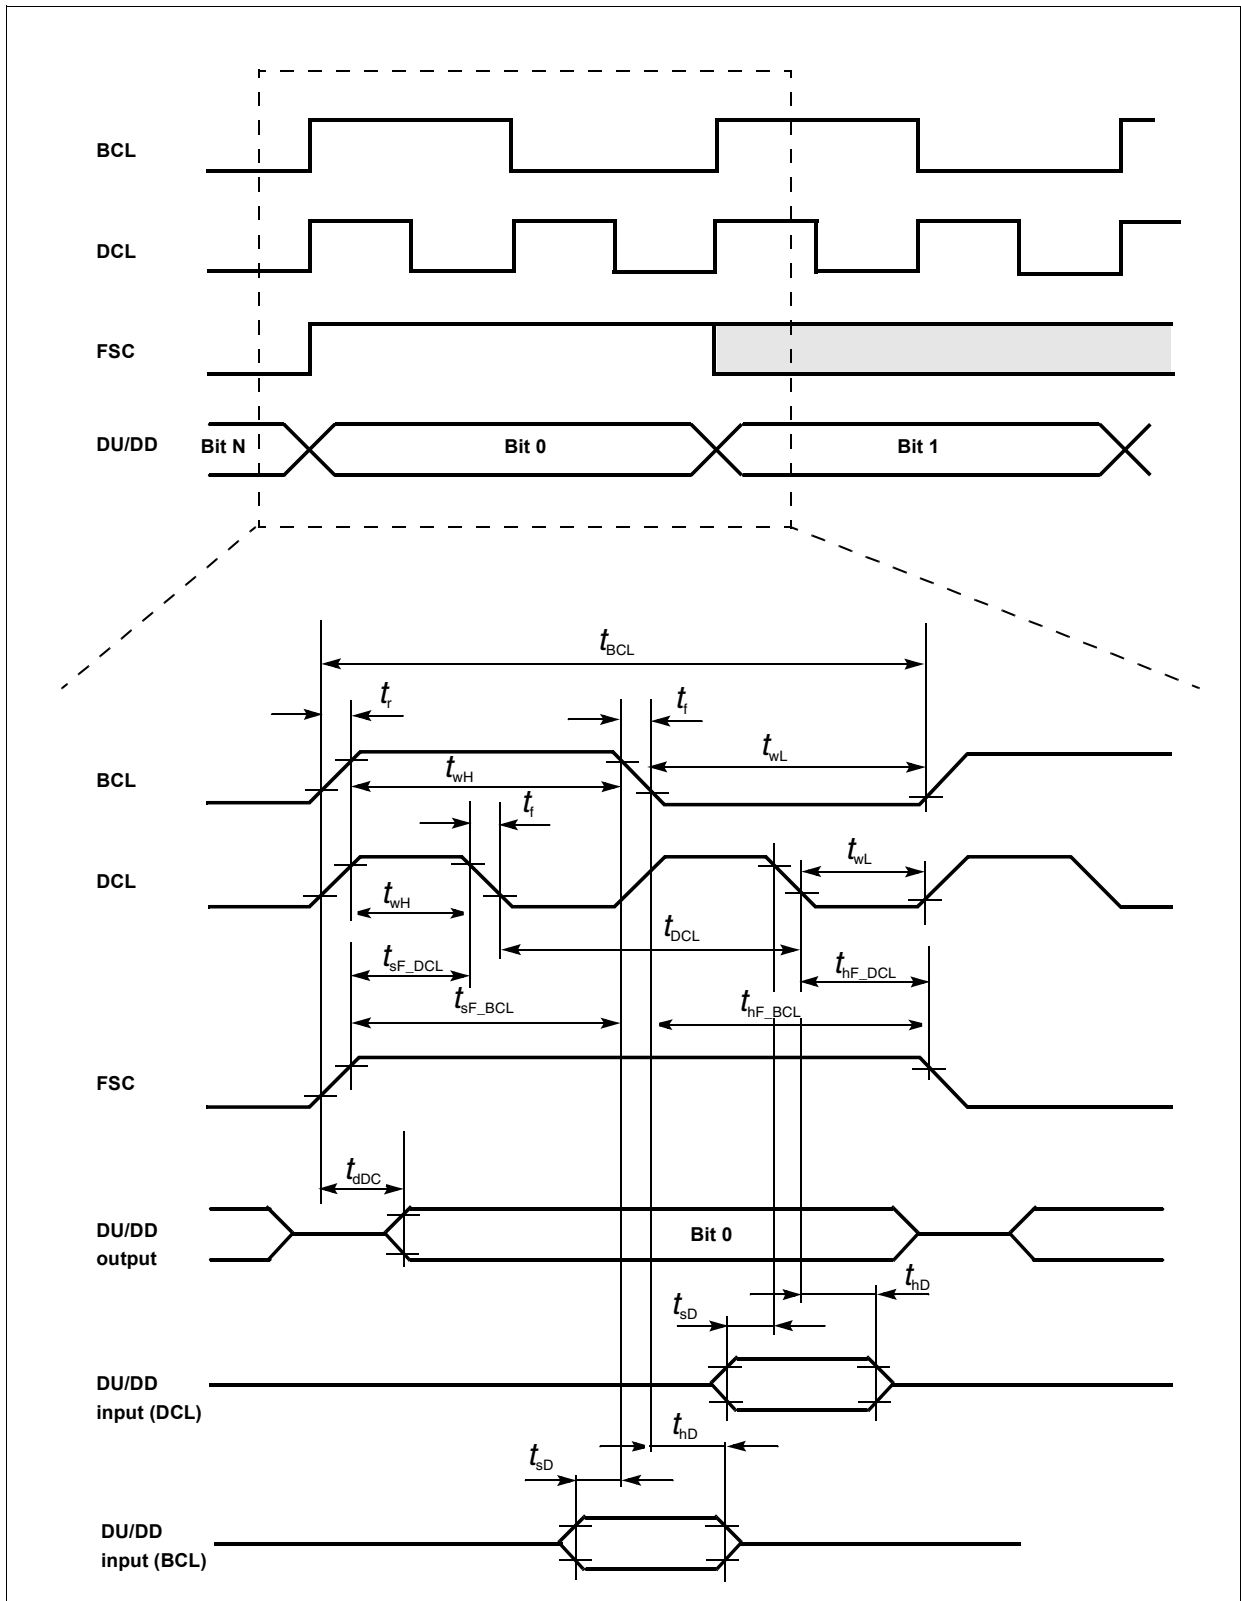 BCL
DCL
FSC
DU/DD Bit N Bit 0 Bit 1
tBCL
tr tf
BCL twH twL
tf
DCL twH twL
tDCL
tsF_DCL thF_DCL
tsF_BCL thF_BCL
FSC
tdDC
DU/DD
output Bit 0
thD
tsD
DU/DD
input (DCL)
thD
tsD
DU/DD
input (BCL)